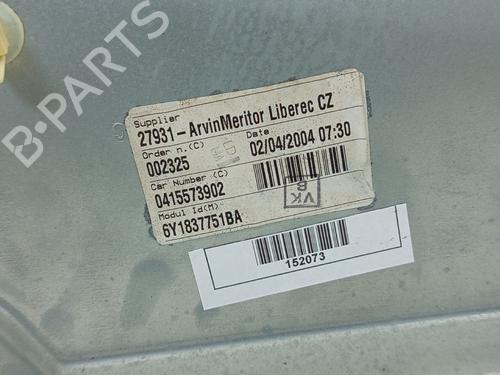 B-PARTS
Supplier
27931-ArvinMeritor Liberec CZ
Order n.(C)
Date
002325
02/04/2004 07:30
Car Number (C)
0415573902
VK
Modul Id(M)
6Y1837751BA
152073